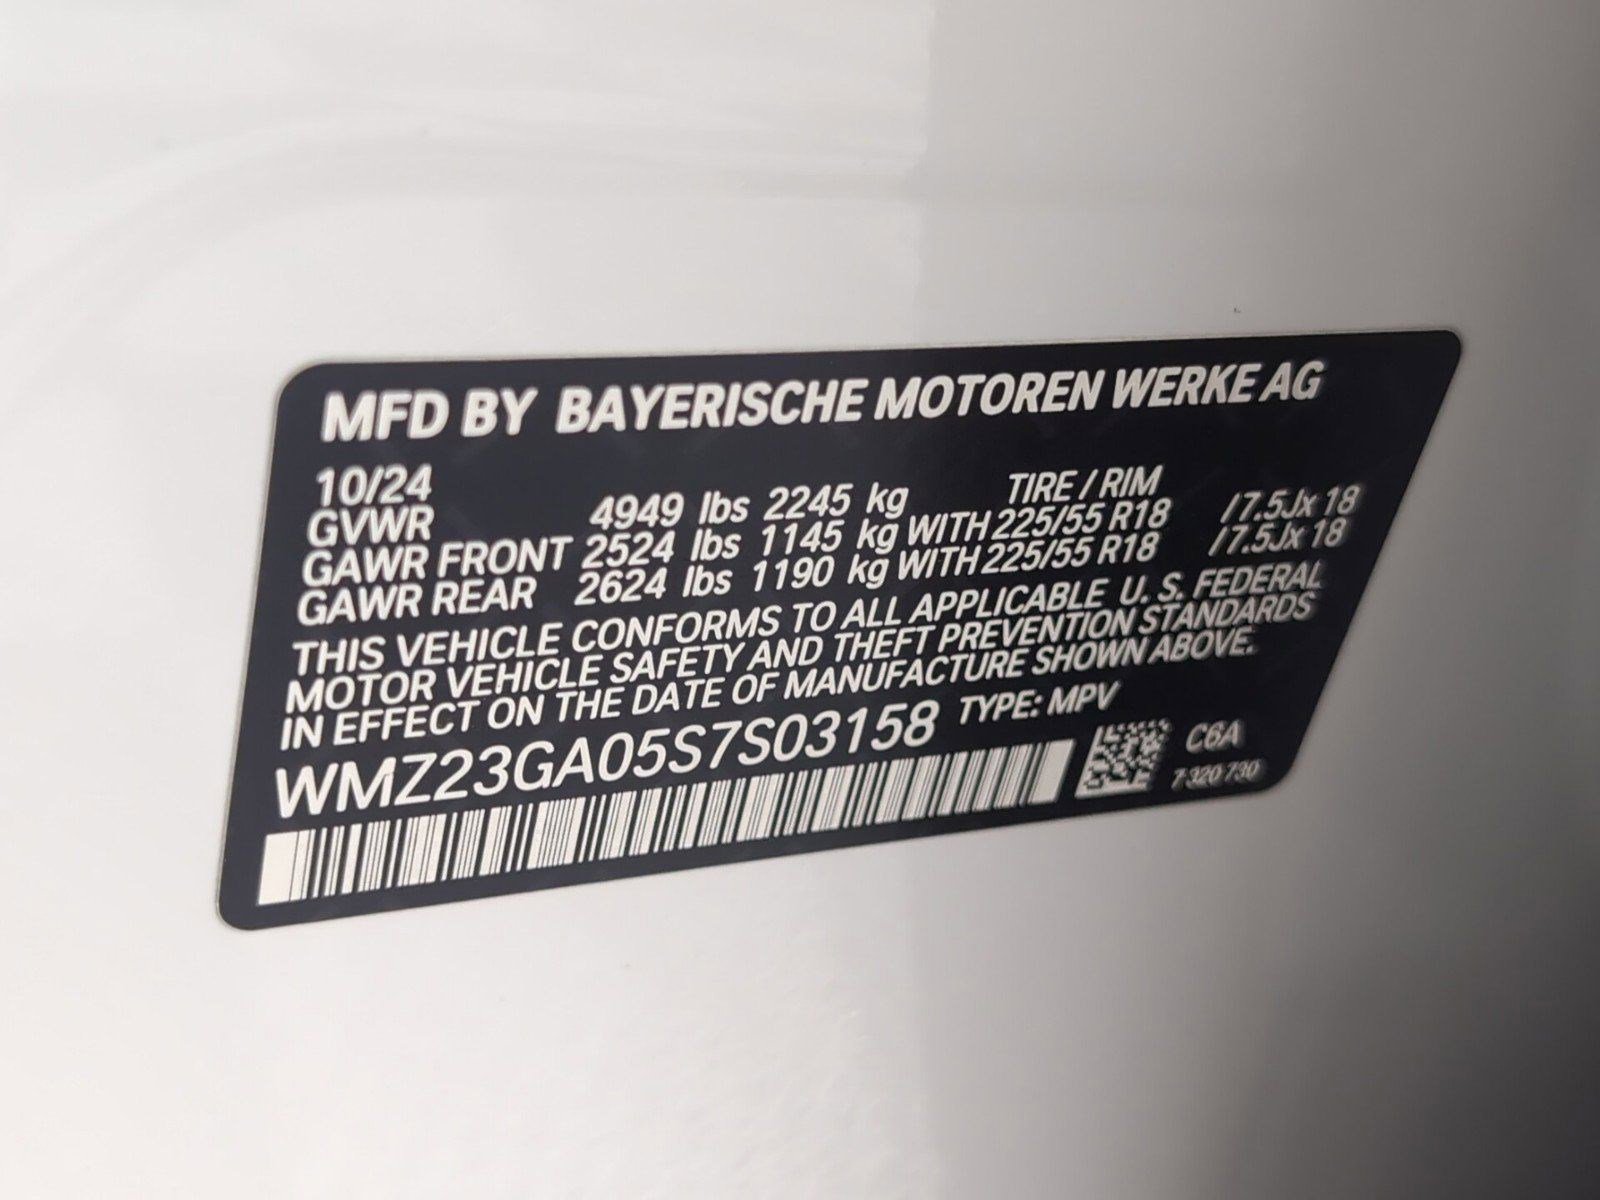 MFD BY BAYERISCHE MOTOREN WERKE AG
10/24 TIRE / RIM
GVWR 4949 lbs 2245 kg
GAWR FRONT 2524 lbs 1145 kg WITH 225/55 R18 /7.5Jx 18
GAWR REAR 2624 lbs 1190 kg WITH 225/55 R18 /7.5Jx 18
THIS VEHICLE CONFORMS TO ALL APPLICABLE U. S. FEDERAL
MOTOR VEHICLE SAFETY AND THEFT PREVENTION STANDARDS
IN EFFECT ON THE DATE OF MANUFACTURE SHOWN ABOVE.
WMZ23GA05S7S03158 TYPE: MPV
C6A
7 320 730